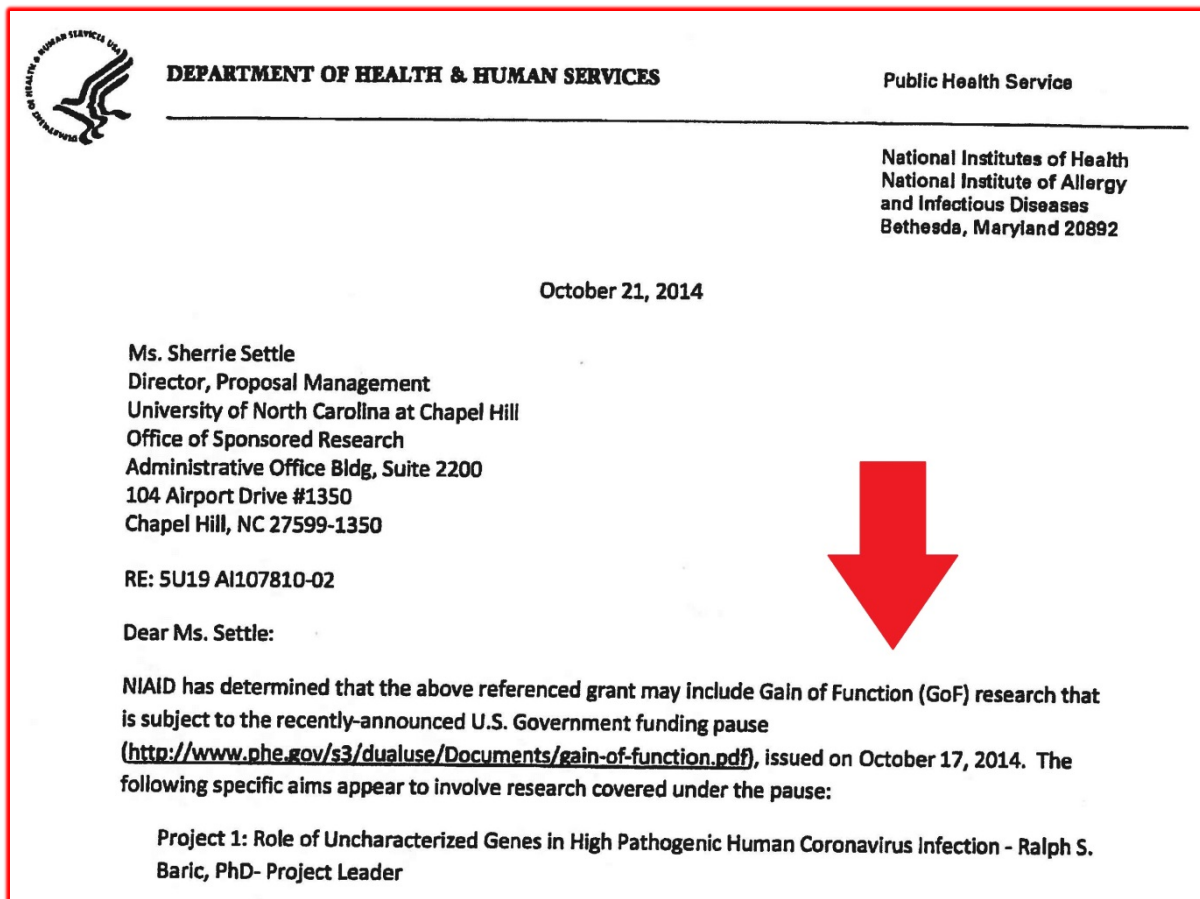 DEPARTMENT OF HEALTH & HUMAN SERVICES USA
DEPARTMENT OF HEALTH & HUMAN SERVICES
Public Health Service
National Institutes of Health
National Institute of Allergy
and Infectious Diseases
Bethesda, Maryland 20892
October 21, 2014
Ms. Sherrie Settle
Director, Proposal Management
University of North Carolina at Chapel Hill
Office of Sponsored Research
Administrative Office Bldg, Suite 2200
104 Airport Drive #1350
Chapel Hill, NC 27599-1350
RE: 5U19 AI107810-02
Dear Ms. Settle:
NIAID has determined that the above referenced grant may include Gain of Function (GoF) research that
is subject to the recently-announced U.S. Government funding pause
(http://www.phe.gov/s3/dualuse/Documents/gain-of-function.pdf), issued on October 17, 2014. The
following specific aims appear to involve research covered under the pause:
Project 1: Role of Uncharacterized Genes in High Pathogenic Human Coronavirus Infection - Ralph S.
Baric, PhD- Project Leader